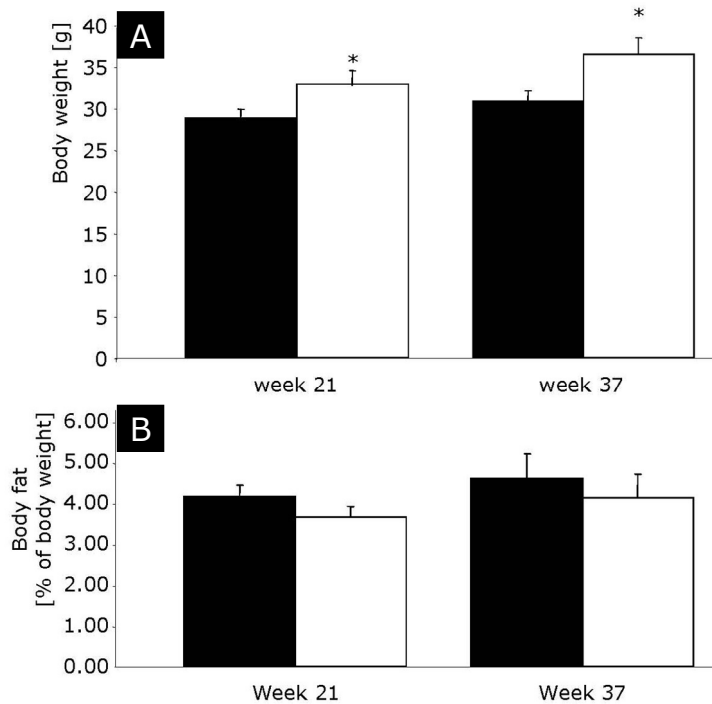 A
Body weight [g]
40
35
30
25
20
15
10
5
0
*
*
week 21
week 37
B
Body fat
[% of body weight]
6.00
5.00
4.00
3.00
2.00
1.00
0.00
Week 21
Week 37